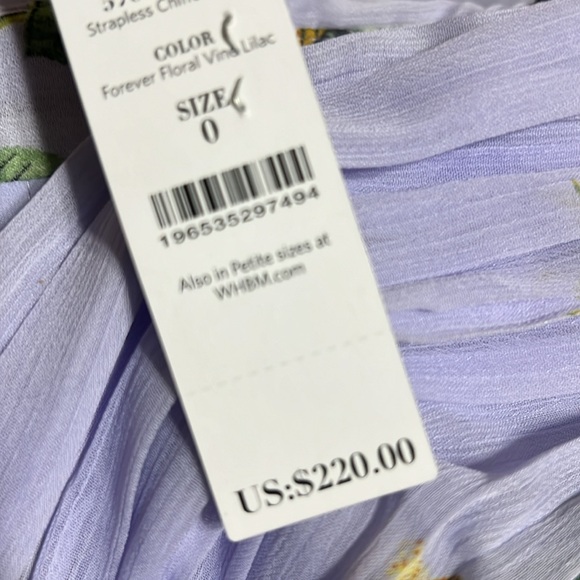 Strapless
COLOR
Forever Floral Vine Lilac
SIZE
0
196535297494
Also in Petite sizes at
WHBM.com
US:$220.00